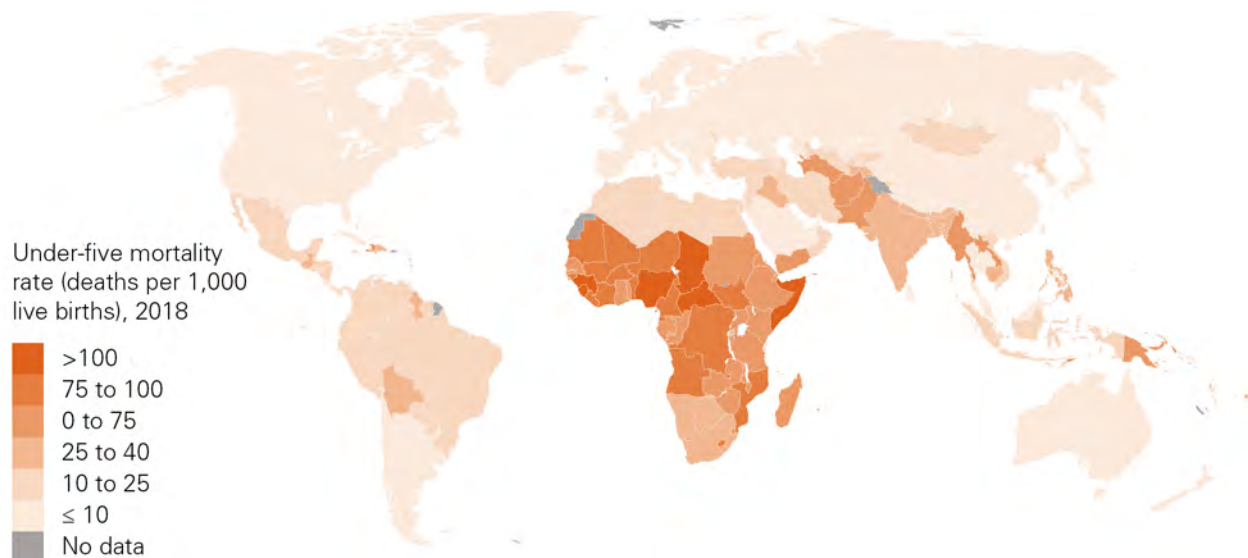 Under-five mortality
rate (deaths per 1,000
live births), 2018
>100
75 to 100
0 to 75
25 to 40
10 to 25
≤ 10
No data